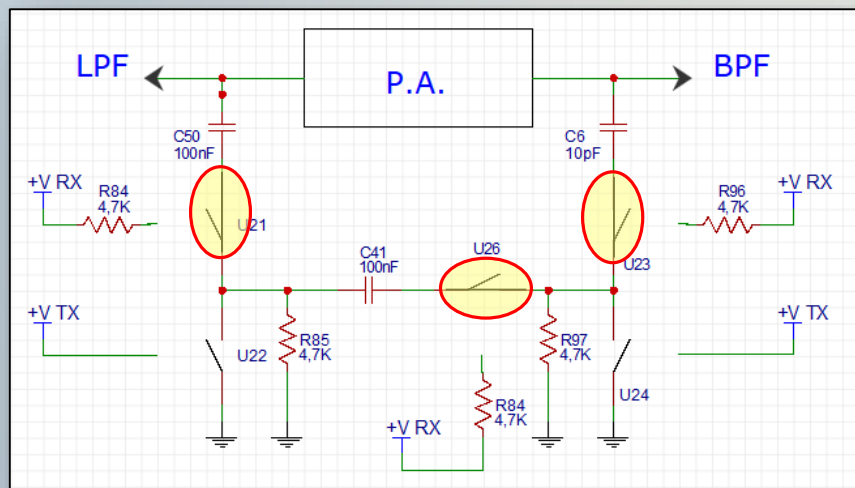 LPF
P.A.
BPF
C50
100nF
C6
10pF
+V RX
R84
4,7K
U21
R96
4,7K
+V RX
U23
C41
100nF
U26
+V TX
U22
R85
4,7K
R97
4,7K
U24
+V TX
R84
4,7K
+V RX